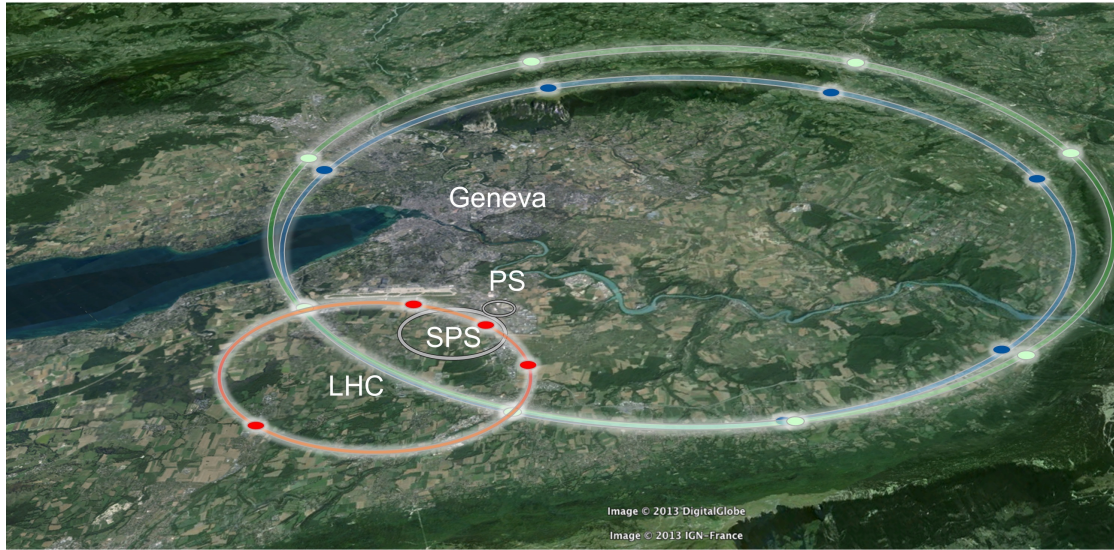 Geneva
PS
SPS
LHC
Image © 2013 DigitalGlobe
Image © 2013 IGN-France